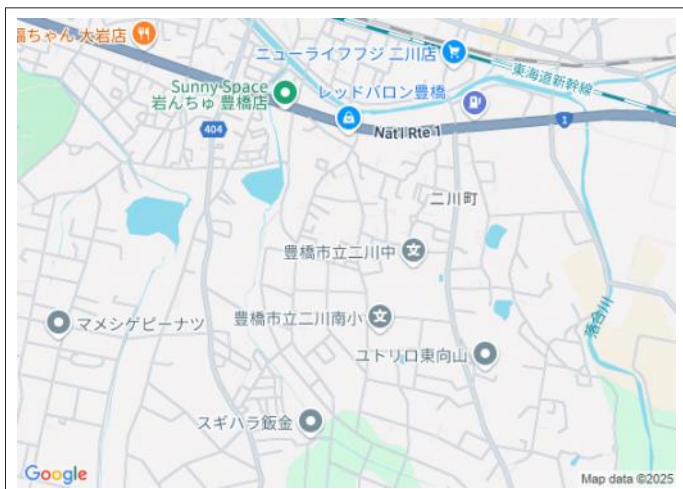 福ちゃん 大岩店
ニューライフフジ 二川店
東海道新幹線
Sunny Space
岩んちゅ 豊橋店
レッドバロン豊橋
404
Nat'l Rte 1
1
二川町
豊橋市立二川中
落合川
マメシゲピーナツ
豊橋市立二川南小
ユトリロ東向山
スギハラ鈑金
Google
Map data ©2025